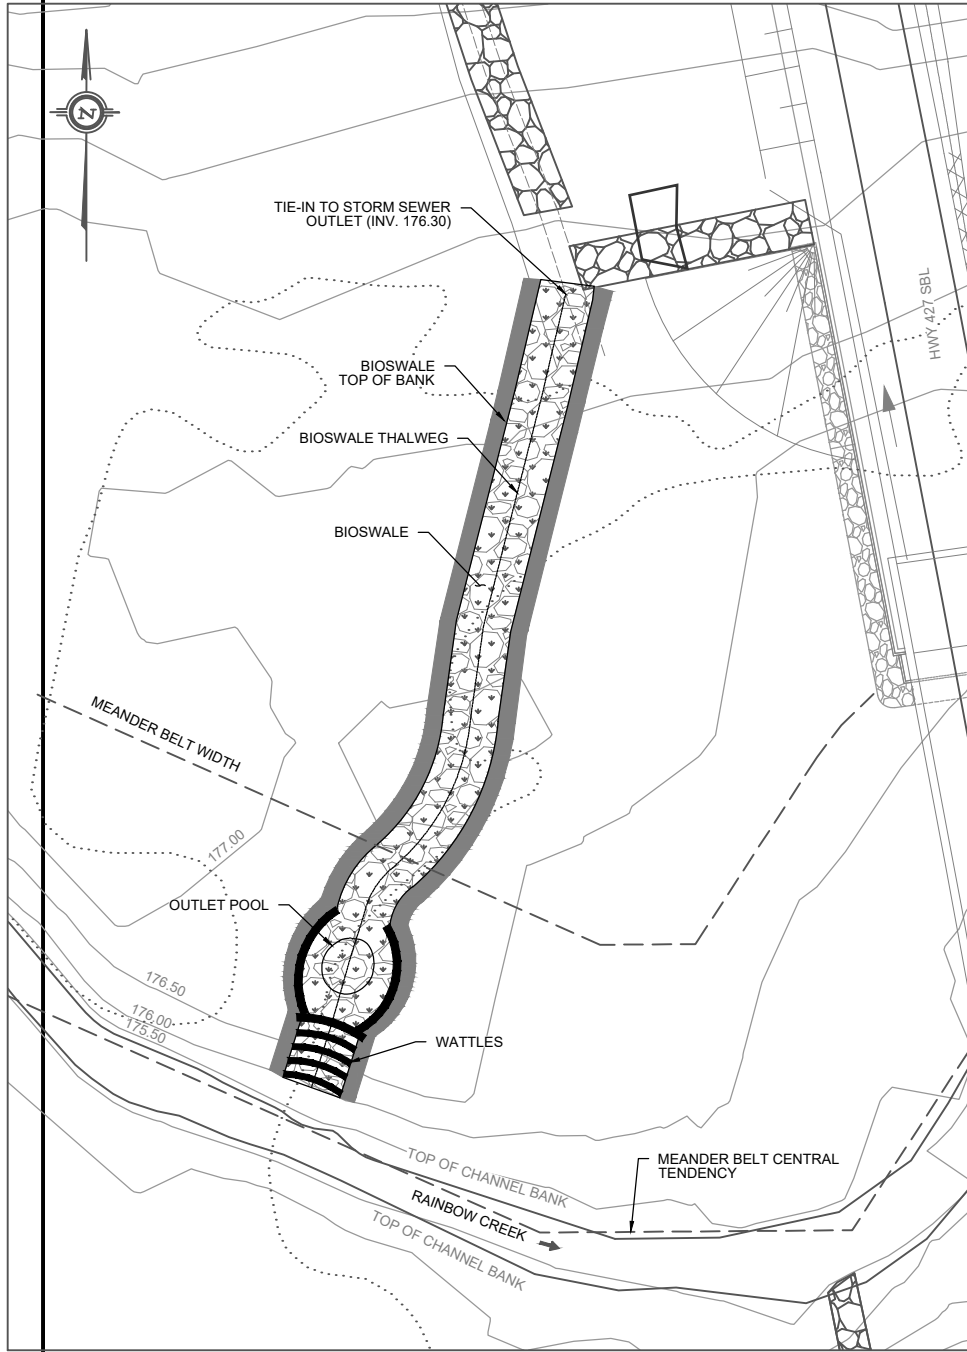 N
TIE-IN TO STORM SEWER
OUTLET (INV. 176.30)
HWY 427 SBL
BIOSWALE
TOP OF BANK
BIOSWALE THALWEG
BIOSWALE
MEANDER BELT WIDTH
177.00
OUTLET POOL
176.50
176.00
175.50
WATTLES
TOP OF CHANNEL BANK
MEANDER BELT CENTRAL
TENDENCY
RAINBOW CREEK
TOP OF CHANNEL BANK